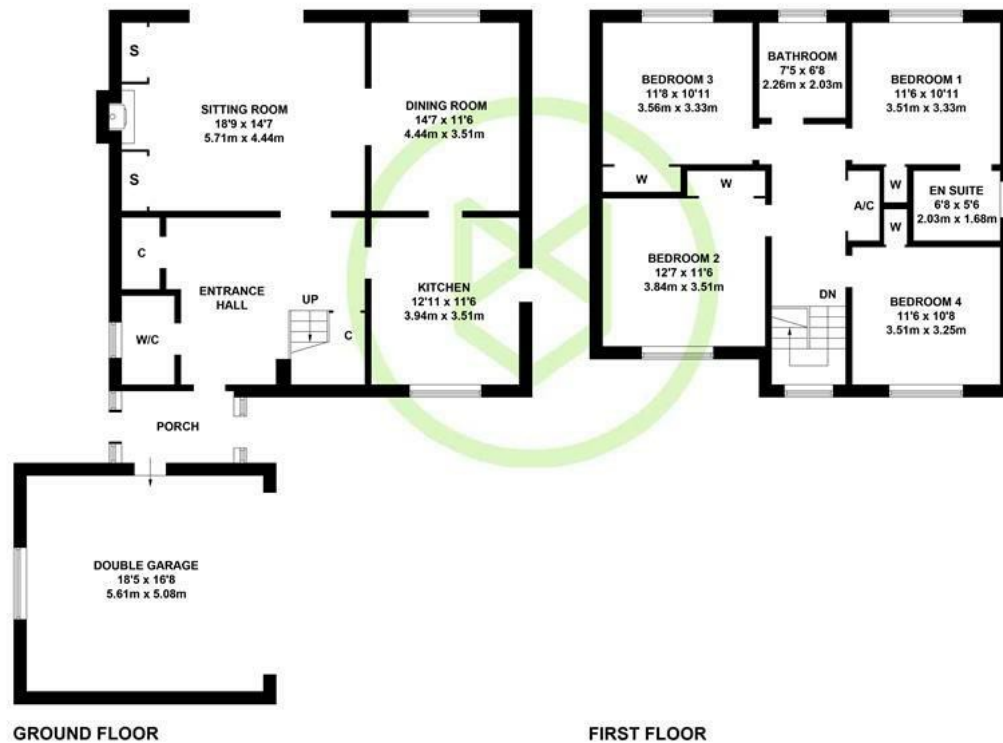 S
SITTING ROOM
18'9 x 14'7
5.71m x 4.44m
S
DINING ROOM
14'7 x 11'6
4.44m x 3.51m
C
ENTRANCE
HALL
UP
C
KITCHEN
12'11 x 11'6
3.94m x 3.51m
W/C
PORCH
DOUBLE GARAGE
18'5 x 16'8
5.61m x 5.08m
GROUND FLOOR
BEDROOM 3
11'8 x 10'11
3.56m x 3.33m
BATHROOM
7'5 x 6'8
2.26m x 2.03m
BEDROOM 1
11'6 x 10'11
3.51m x 3.33m
W
W
W
A/C
EN SUITE
6'8 x 5'6
2.03m x 1.68m
W
BEDROOM 2
12'7 x 11'6
3.84m x 3.51m
DN
BEDROOM 4
11'6 x 10'8
3.51m x 3.25m
FIRST FLOOR